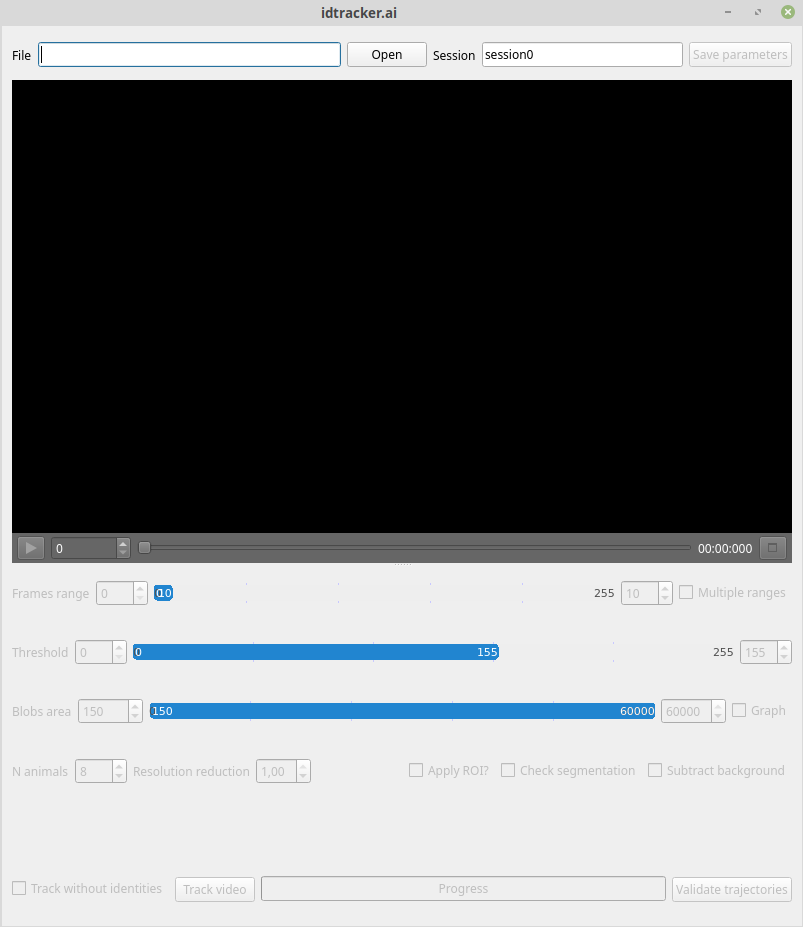 idtracker.ai
File Open Session session0 Save parameters
0 00:00:000
Frames range 0 0 10 255 10 Multiple ranges
Threshold 0 0 155 255 155
Blobs area 150 150 60000 60000 Graph
N animals 8 Resolution reduction 1,00 Apply ROI? Check segmentation Subtract background
Track without identities Track video Progress Validate trajectories